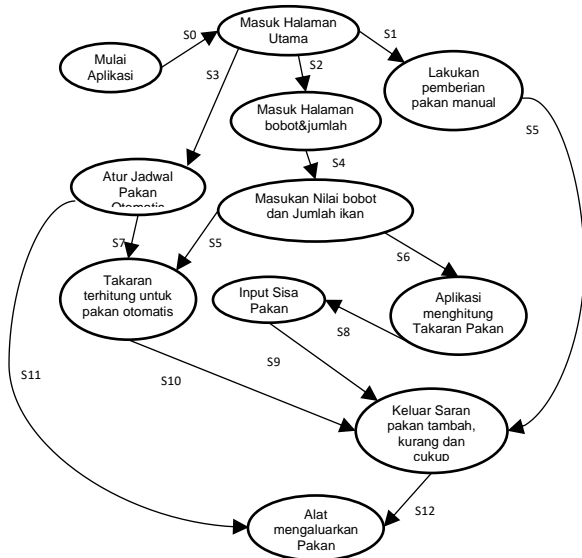 Masuk Halaman
Utama
S0
S1
Mulai
Aplikasi
S2
S3
Lakukan
pemberian
pakan manual
Masuk Halaman
bobot&jumlah
S5
S4
Atur Jadwal
Pakan
Otomatis
Masukan Nilai bobot
dan Jumlah ikan
S7
S5
S6
Takaran
terhitung untuk
pakan otomatis
Input Sisa
Pakan
Aplikasi
menghitung
Takaran Pakan
S8
S9
S11
S10
Keluar Saran
pakan tambah,
kurang dan
cukup
S12
Alat
mengaluarkan
Pakan